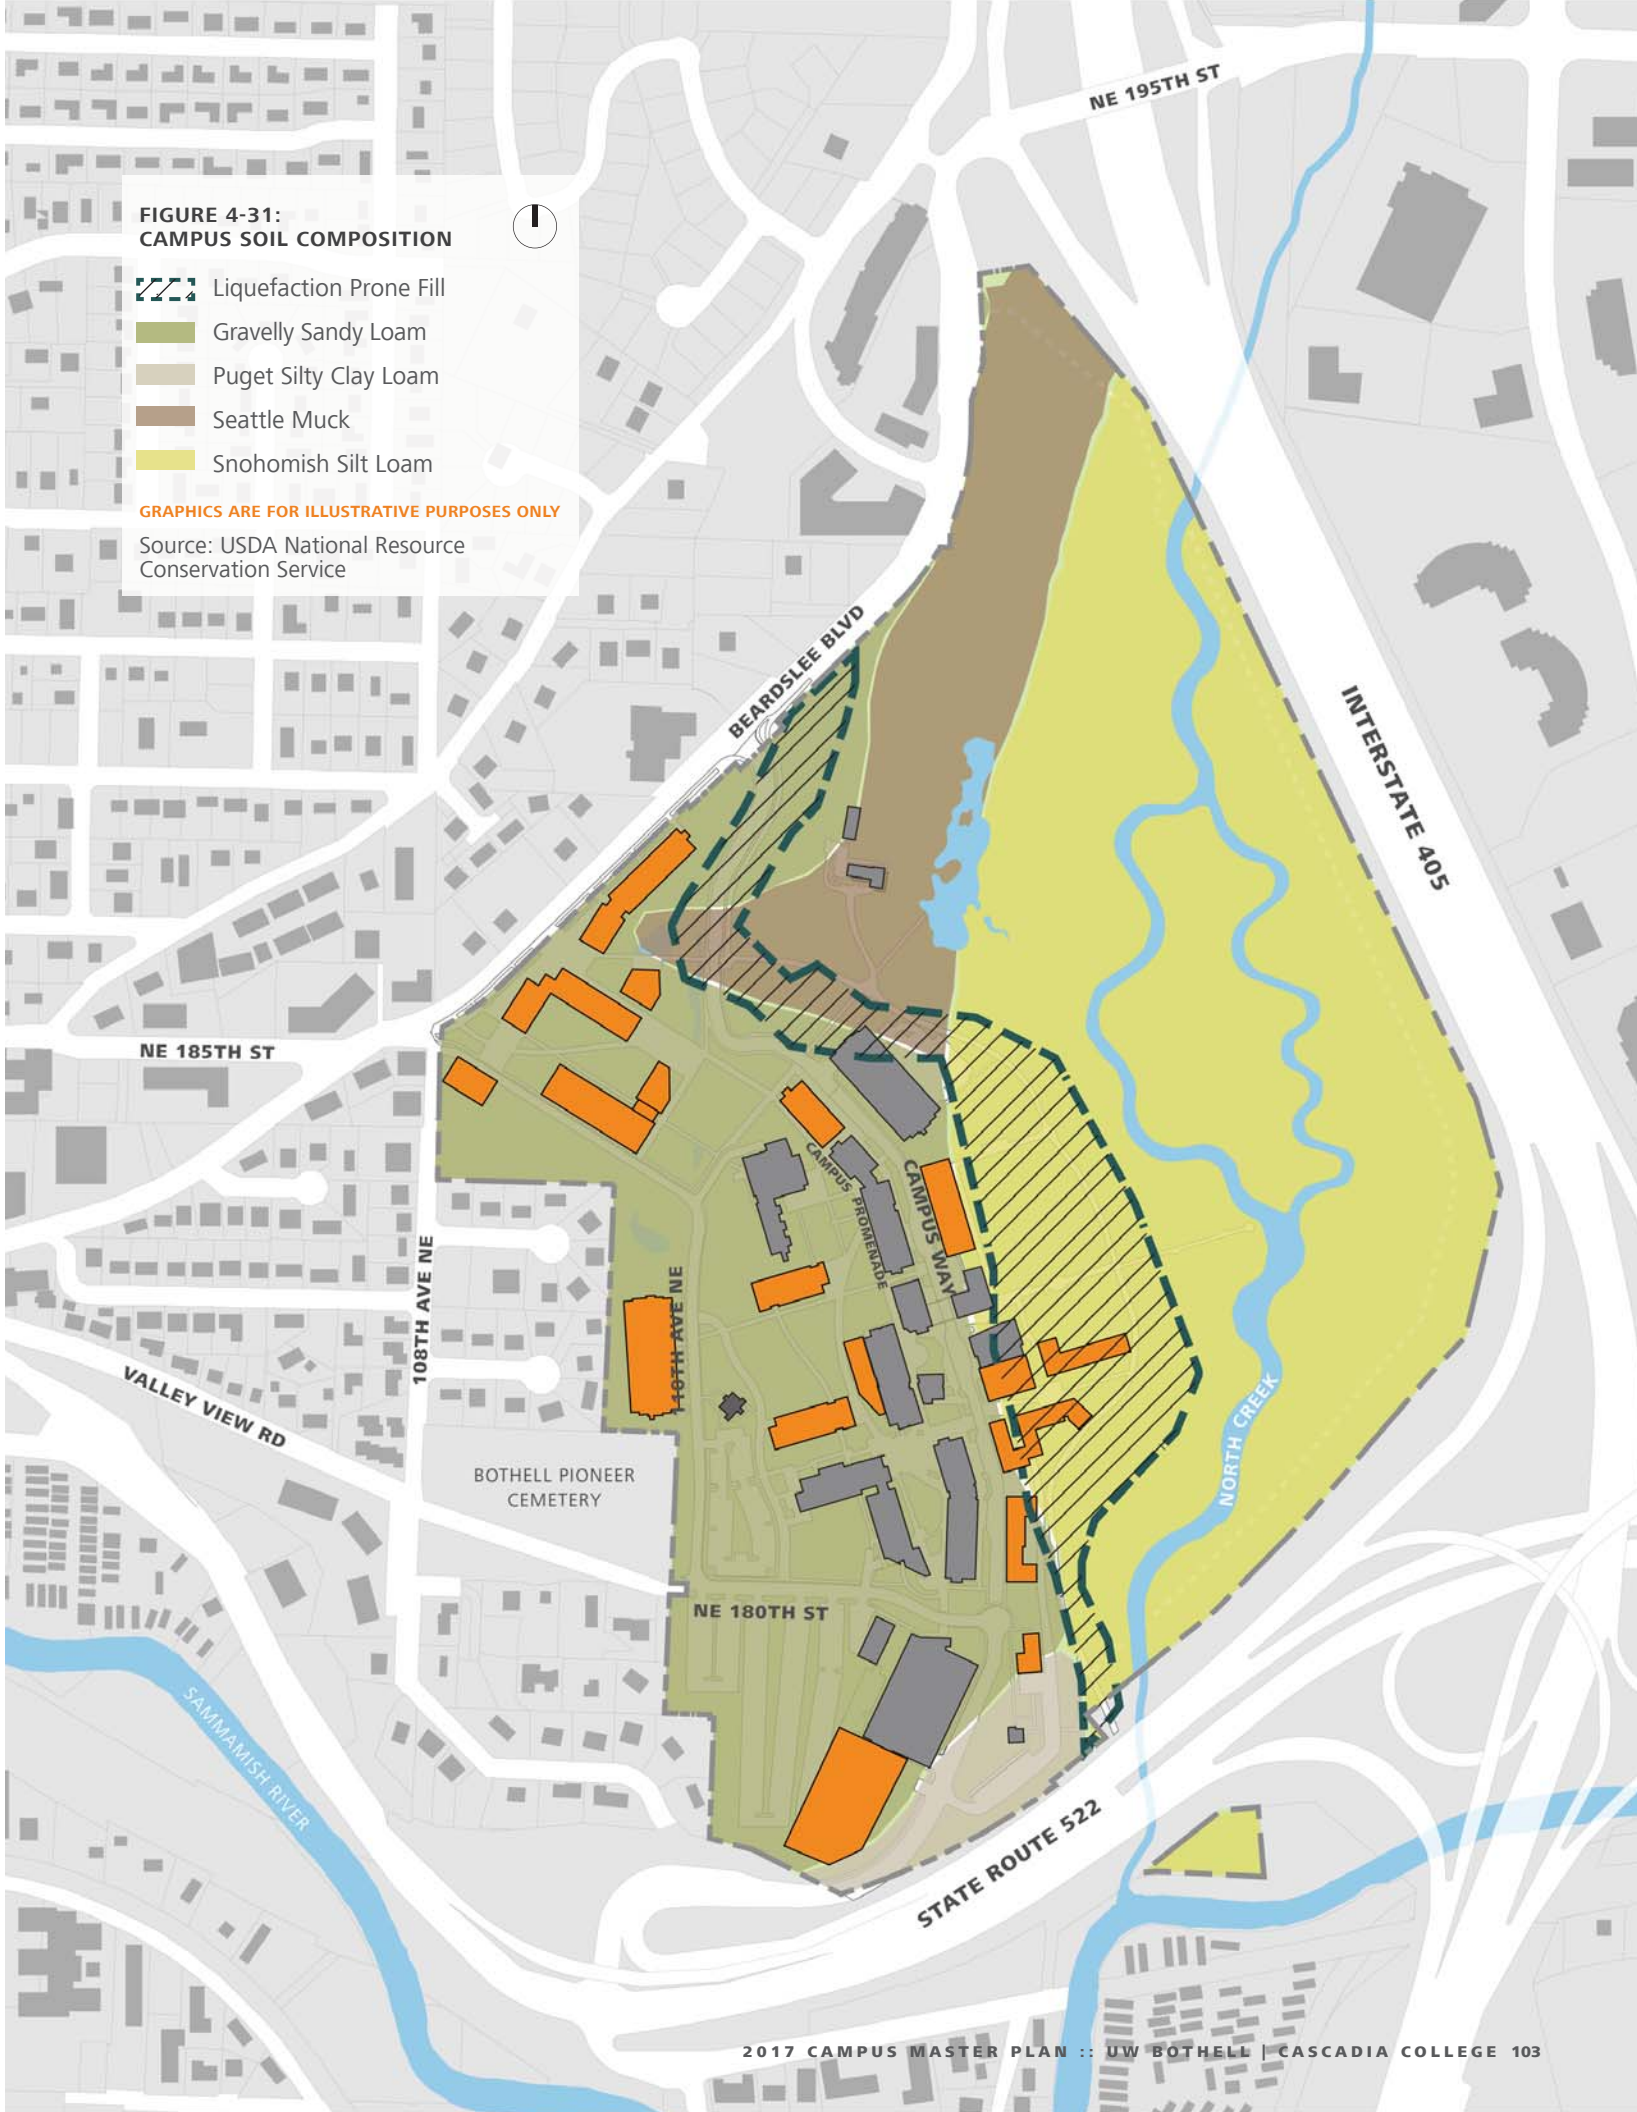 NE 195TH ST
FIGURE 4-31:
CAMPUS SOIL COMPOSITION
Liquefaction Prone Fill
Gravelly Sandy Loam
Puget Silty Clay Loam
Seattle Muck
Snohomish Silt Loam
GRAPHICS ARE FOR ILLUSTRATIVE PURPOSES ONLY
Source: USDA National Resource
Conservation Service
BEARDSLEE BLVD
INTERSTATE 405
NE 185TH ST
CAMPUS PROMENADE
CAMPUS WAY
108TH AVE NE
110TH AVE NE
VALLEY VIEW RD
NORTH CREEK
BOTHELL PIONEER
CEMETERY
NE 180TH ST
SAMMAMISH RIVER
STATE ROUTE 522
2017 CAMPUS MASTER PLAN :: UW BOTHELL | CASCADIA COLLEGE 103